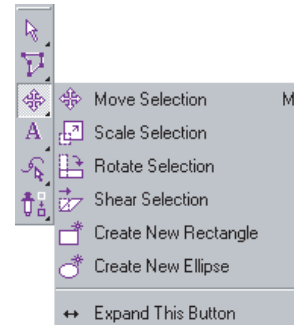 Move Selection M
Scale Selection
A
Rotate Selection
Shear Selection
Create New Rectangle
Create New Ellipse
Expand This Button